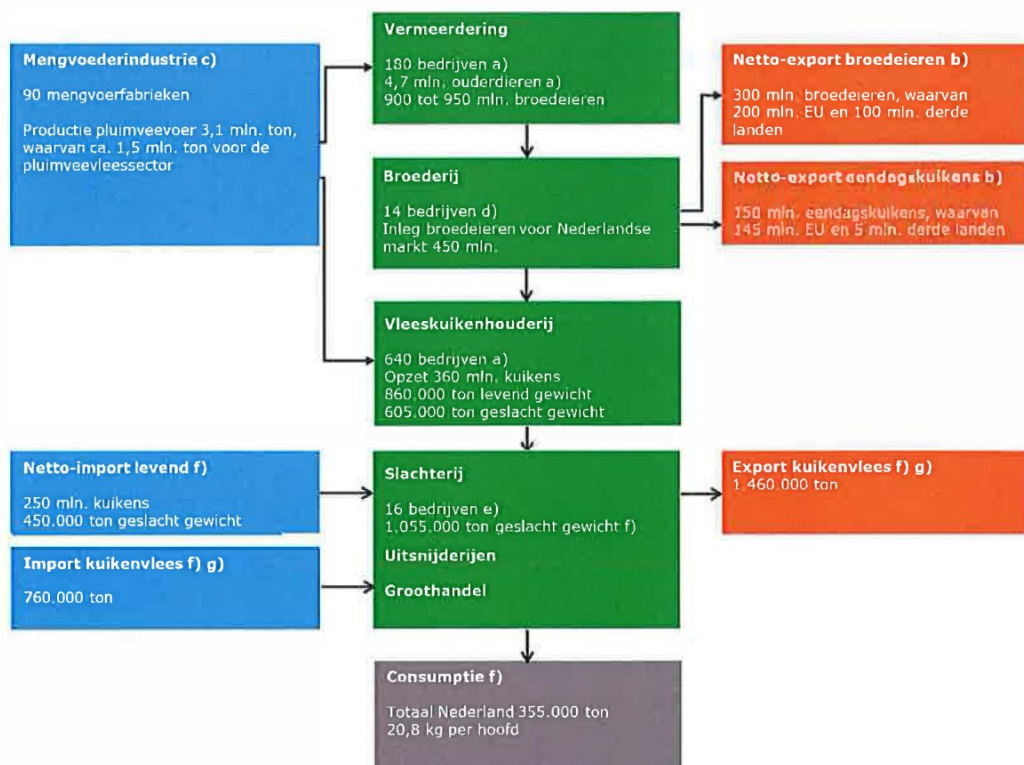 Vermeerdering
180 bedrijven a)
4,7 mln. ouderdieren a)
900 tot 950 mln. broedeieren
Mengvoederindustrie c)
90 mengvoerfabrieken
Productie pluimveevoer 3,1 mln. ton,
waarvan ca. 1,5 mln. ton voor de
pluimveevleessector
Netto-export broedeieren b)
300 mln. broedeieren, waarvan
200 mln. EU en 100 mln. derde
landen
Broederij
14 bedrijven d)
Inleg broedeieren voor Nederlandse
markt 450 mln.
Netto-export eendagskuikens b)
150 mln. eendagskuikens, waarvan
145 mln. EU en 5 mln. derde landen
Vleeskuikenhouderij
640 bedrijven a)
Opzet 360 mln. kuikens
860.000 ton levend gewicht
605.000 ton geslacht gewicht
Netto-import levend f)
250 mln. kuikens
450.000 ton geslacht gewicht
Slachterij
16 bedrijven e)
1.055.000 ton geslacht gewicht f)
Uitsnijderijen
Groothandel
Export kuikenvlees f) g)
1.460.000 ton
Import kuikenvlees f) g)
760.000 ton
Consumptie f)
Totaal Nederland 355.000 ton
20,8 kg per hoofd